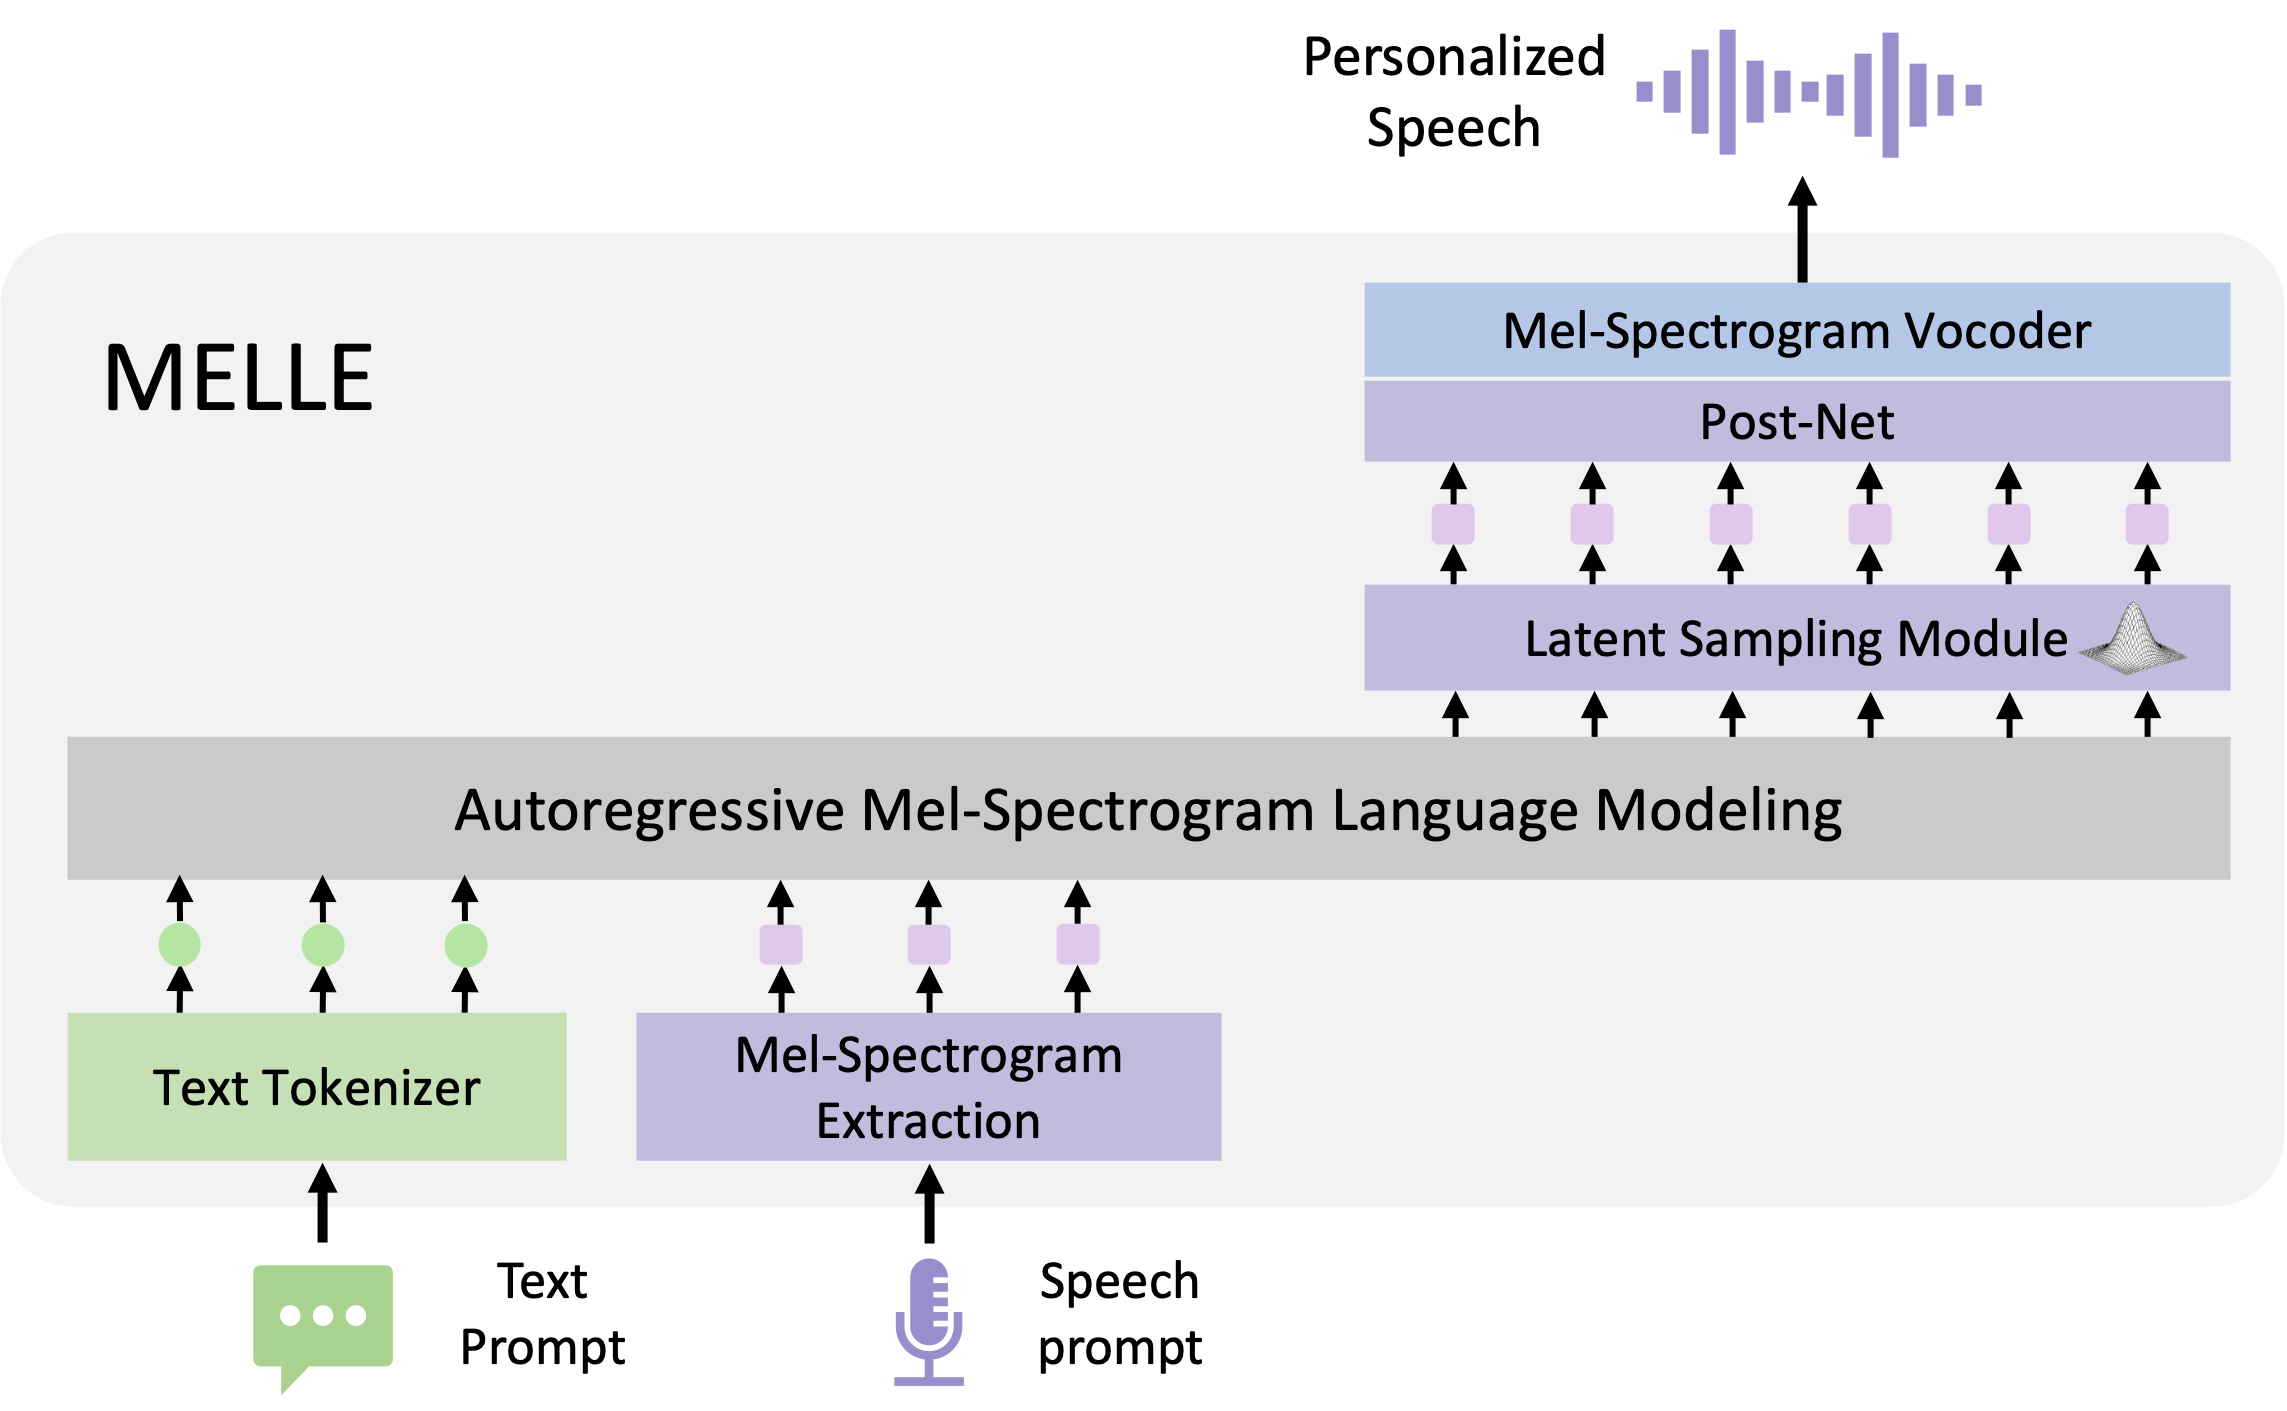 Personalized
Speech
MELLE
Mel-Spectrogram Vocoder
Post-Net
Latent Sampling Module
Autoregressive Mel-Spectrogram Language Modeling
Text Tokenizer
Mel-Spectrogram
Extraction
Text
Prompt
Speech
prompt